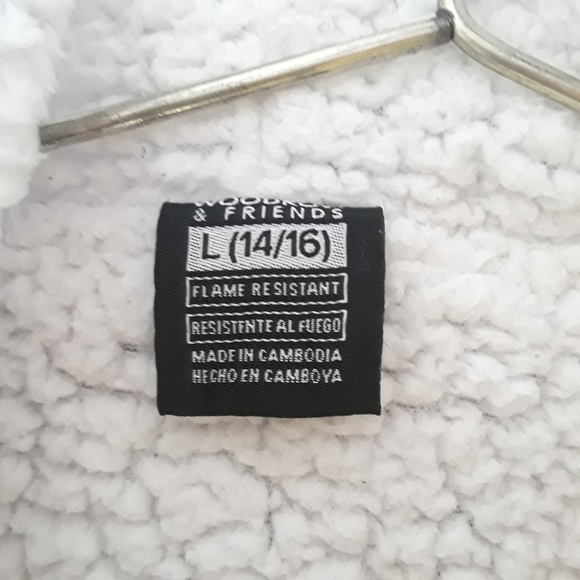 & FRIENDS
L (14/16)
FLAME RESISTANT
RESISTENTE AL FUEGO
MADE IN CAMBODIA
HECHO EN CAMBOYA